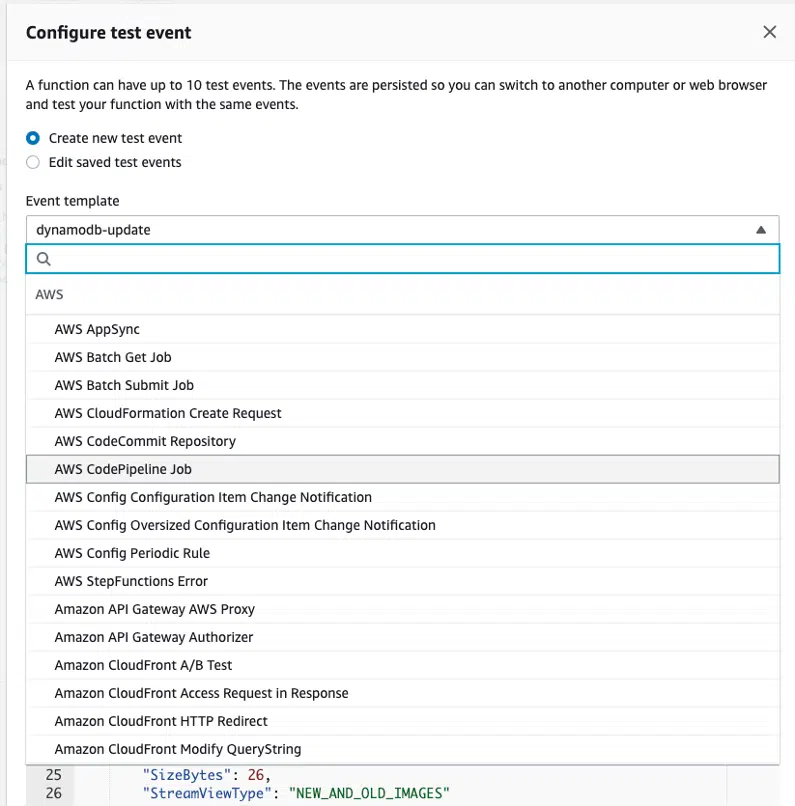 Configure test event
A function can have up to 10 test events. The events are persisted so you can switch to another computer or web browser
and test your function with the same events.
Create new test event
Edit saved test events
Event template
dynamodb-update
AWS
AWS AppSync
AWS Batch Get Job
AWS Batch Submit Job
AWS CloudFormation Create Request
AWS CodeCommit Repository
AWS CodePipeline Job
AWS Config Configuration Item Change Notification
AWS Config Oversized Configuration Item Change Notification
AWS Config Periodic Rule
AWS StepFunctions Error
Amazon API Gateway AWS Proxy
Amazon API Gateway Authorizer
Amazon CloudFront A/B Test
Amazon CloudFront Access Request in Response
Amazon CloudFront HTTP Redirect
Amazon CloudFront Modify QueryString
25 "SizeBytes": 26,
26 "StreamViewType": "NEW_AND_OLD_IMAGES"